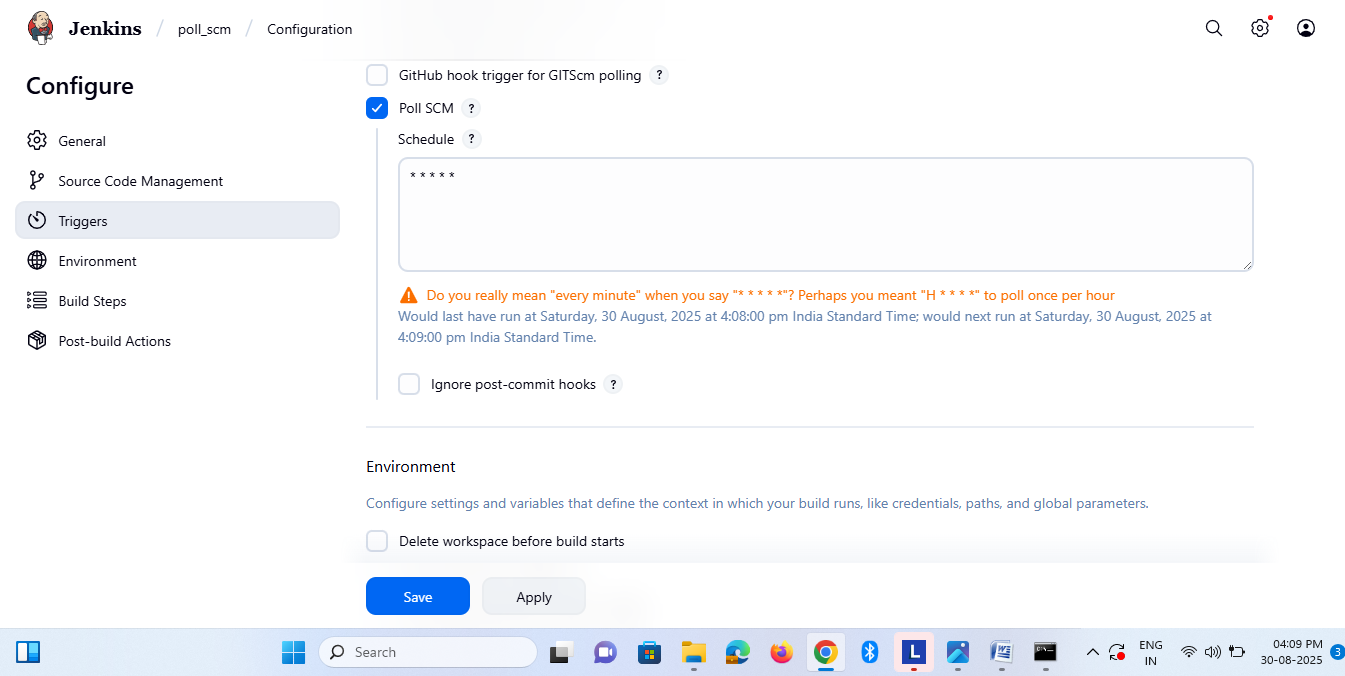 Jenkins / poll_scm / Configuration
Configure
General
Source Code Management
Triggers
Environment
Build Steps
Post-build Actions
GitHub hook trigger for GITScm polling ?
Poll SCM ?
Schedule ?
* * * * *
Do you really mean "every minute" when you say "* * * * *"? Perhaps you meant "H * * * *" to poll once per hour
Would last have run at Saturday, 30 August, 2025 at 4:08:00 pm India Standard Time; would next run at Saturday, 30 August, 2025 at
4:09:00 pm India Standard Time.
Ignore post-commit hooks ?
Environment
Configure settings and variables that define the context in which your build runs, like credentials, paths, and global parameters.
Delete workspace before build starts
Save
Apply
Search
L
ENG
IN
04:09 PM
30-08-2025
3